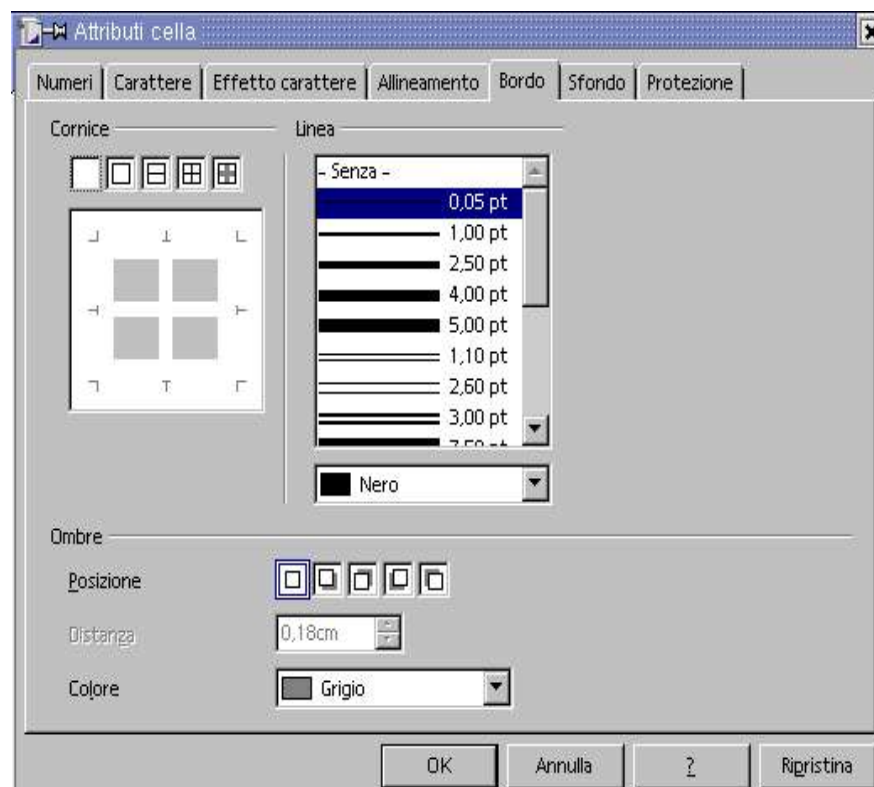 Attributi cella
Numeri
Carattere
Effetto carattere
Allineamento
Bordo
Sfondo
Protezione
Cornice
Linea
- Senza -
0,05 pt
1,00 pt
2,50 pt
4,00 pt
5,00 pt
1,10 pt
2,60 pt
3,00 pt
Nero
Ombre
Posizione
Distanza
0,18cm
Colore
Grigio
OK
Annulla
?
Ripristina